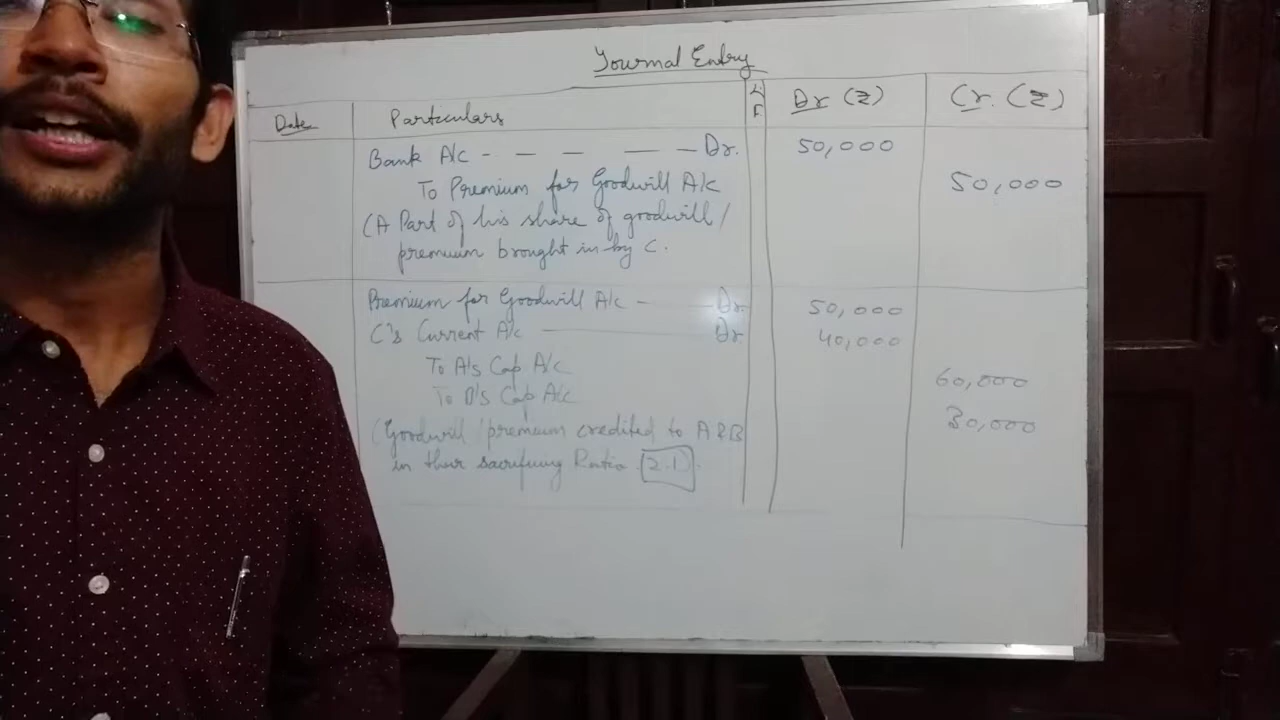 Journal Entry
Date Particulars L F Dr (₹) Cr. (₹)
Bank A/c - — — — — Dr. 50,000
To Premium for Goodwill A/c 50,000
(A Part of his share of goodwill/
premium brought in by C.
Premium for Goodwill A/c — Dr. 50,000
C's Current A/c — Dr. 40,000
To A's Cap A/c 60,000
To B's Cap A/c 30,000
(Goodwill/premium credited to A & B
in their sacrificing Ratio (2:1).